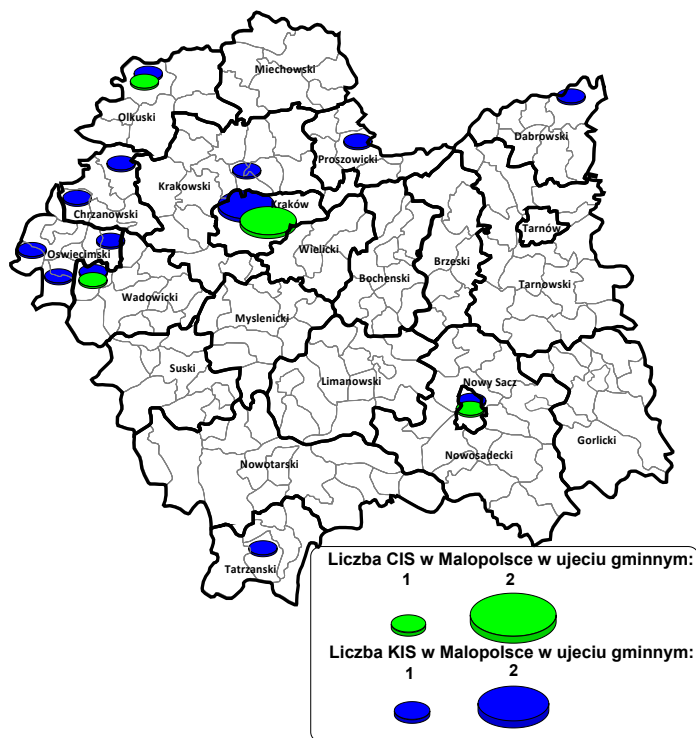 Miechowski
Olkuski
Dabrowski
Proszowicki
Krakowski
Kraków
Chrzanowski
Tarnów
Oswiecimski
Wielicki
Brzeski
Bochenski
Tarnowski
Wadowicki
Myslenicki
Suski
Limanowski
Nowy Sacz
Gorlicki
Nowosadecki
Nowotarski
Tatrzanski
Liczba CIS w Malopolsce w ujeciu gminnym:
1 2
Liczba KIS w Malopolsce w ujeciu gminnym:
1 2